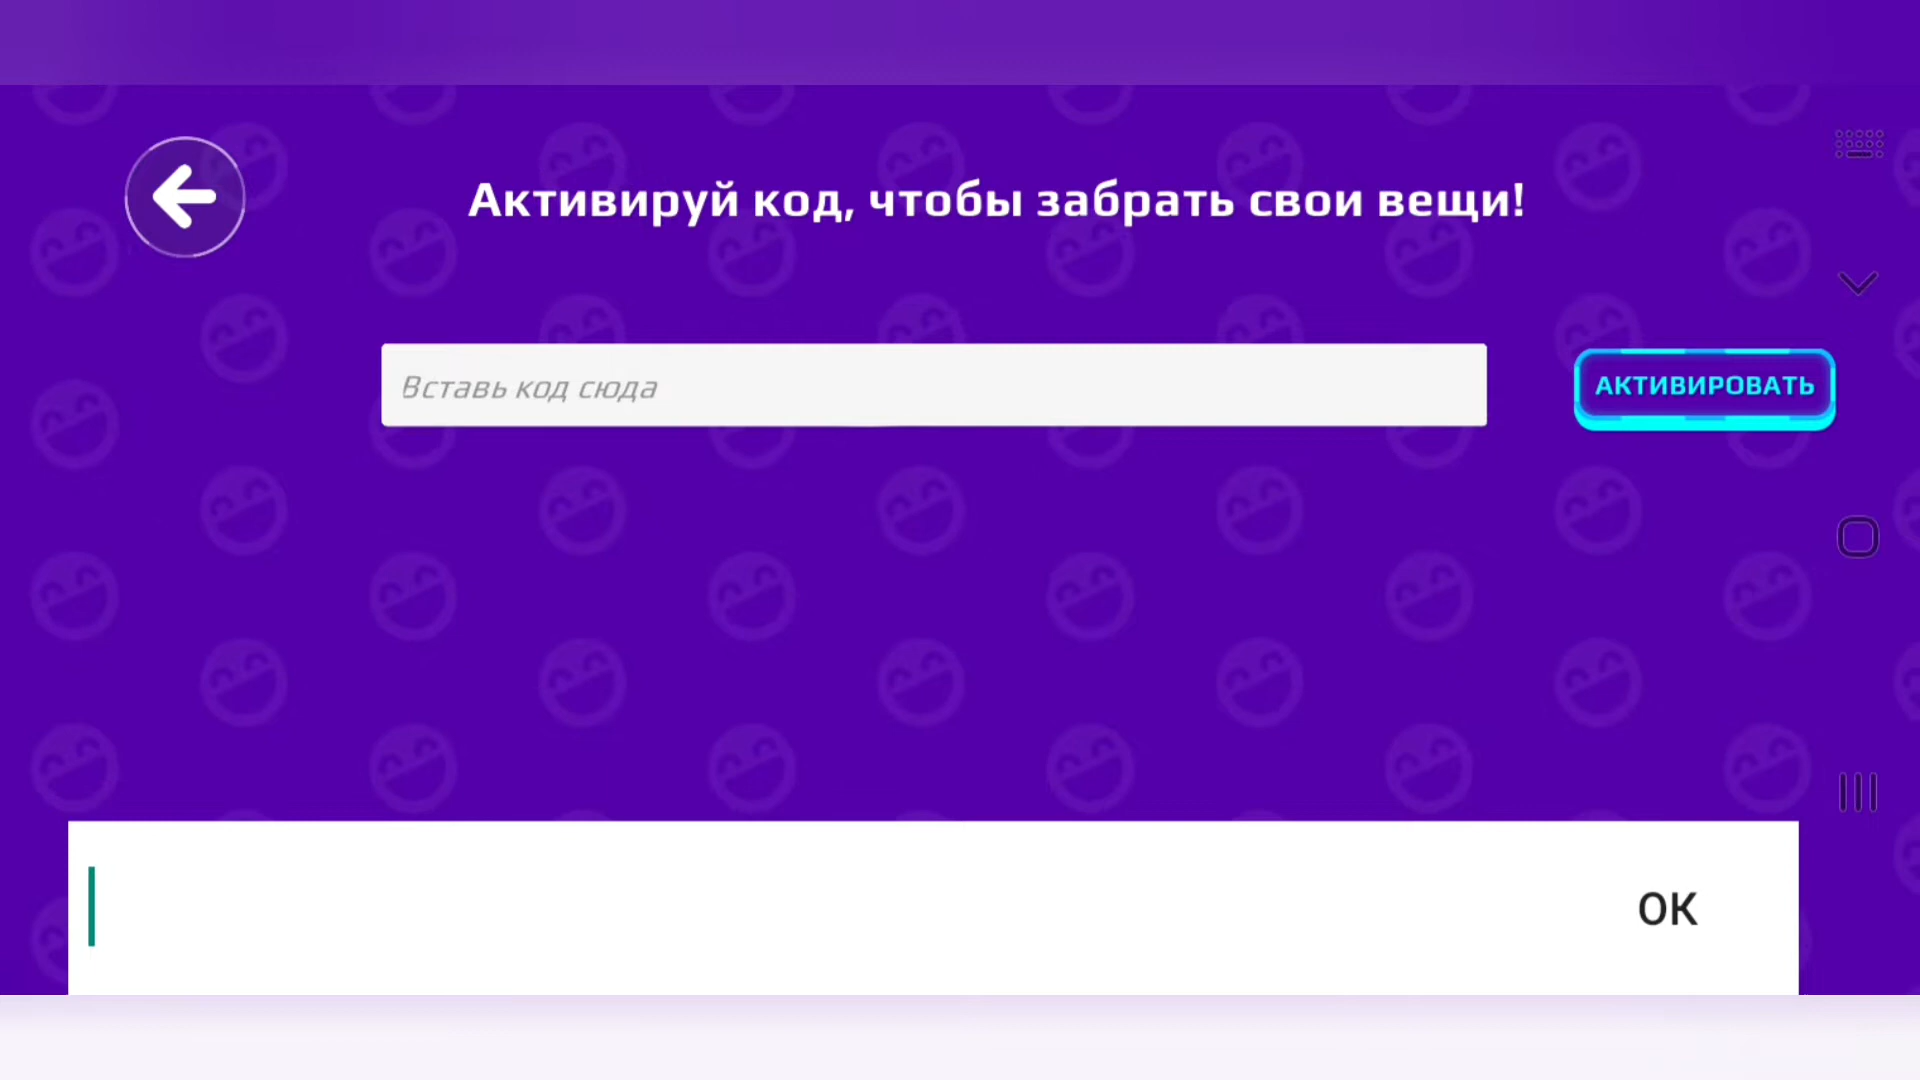 Активируй код, чтобы забрать свои вещи!
Вставь код сюда
АКТИВИРОВАТЬ
OK